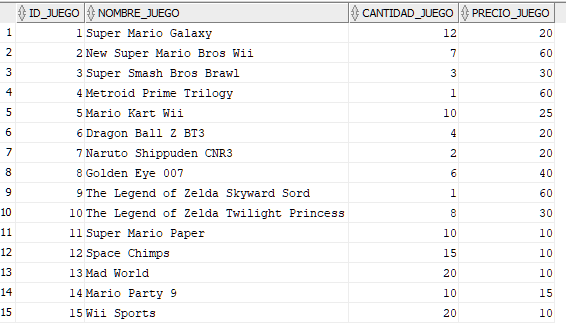 ID_JUEGO NOMBRE_JUEGO CANTIDAD_JUEGO PRECIO_JUEGO
1 1 Super Mario Galaxy 12 20
2 2 New Super Mario Bros Wii 7 60
3 3 Super Smash Bros Brawl 3 30
4 4 Metroid Prime Trilogy 1 60
5 5 Mario Kart Wii 10 25
6 6 Dragon Ball Z BT3 4 20
7 7 Naruto Shippuden CNR3 2 20
8 8 Golden Eye 007 6 40
9 9 The Legend of Zelda Skyward Sord 1 60
10 10 The Legend of Zelda Twilight Princess 8 30
11 11 Super Mario Paper 10 10
12 12 Space Chimps 15 10
13 13 Mad World 20 10
14 14 Mario Party 9 10 15
15 15 Wii Sports 20 10